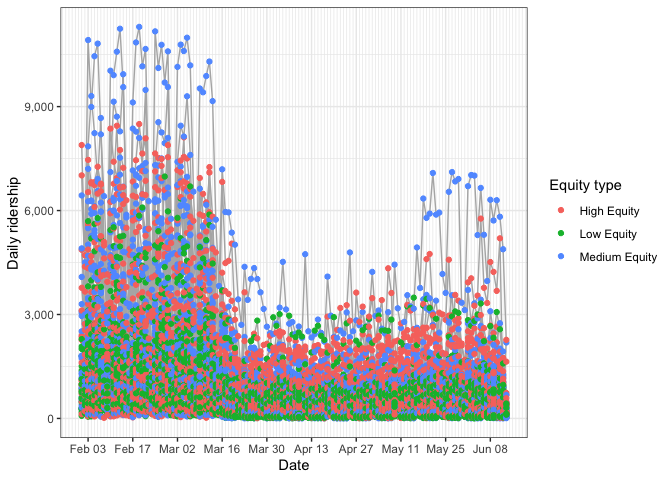 Daily ridership
9,000
6,000
3,000
0
Feb 03 Feb 17 Mar 02 Mar 16 Mar 30 Apr 13 Apr 27 May 11 May 25 Jun 08
Date
Equity type
High Equity
Low Equity
Medium Equity